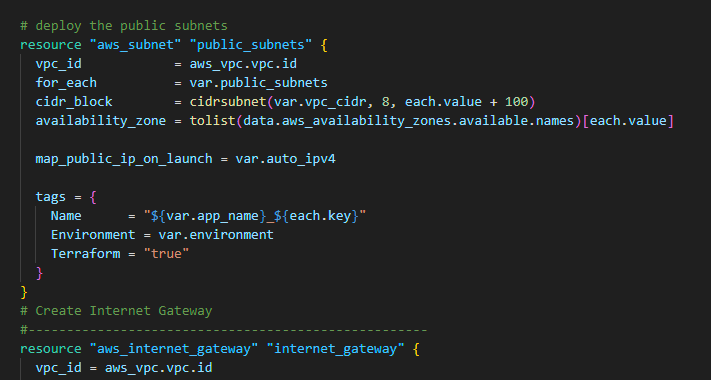 # deploy the public subnets
resource "aws_subnet" "public_subnets" {
  vpc_id            = aws_vpc.vpc.id
  for_each          = var.public_subnets
  cidr_block        = cidrsubnet(var.vpc_cidr, 8, each.value + 100)
  availability_zone = tolist(data.aws_availability_zones.available.names)[each.value]

  map_public_ip_on_launch = var.auto_ipv4

  tags = {
    Name        = "${var.app_name}_${each.key}"
    Environment = var.environment
    Terraform = "true"
  }
}
# Create Internet Gateway
#----------------------------------------------------
resource "aws_internet_gateway" "internet_gateway" {
  vpc_id = aws_vpc.vpc.id